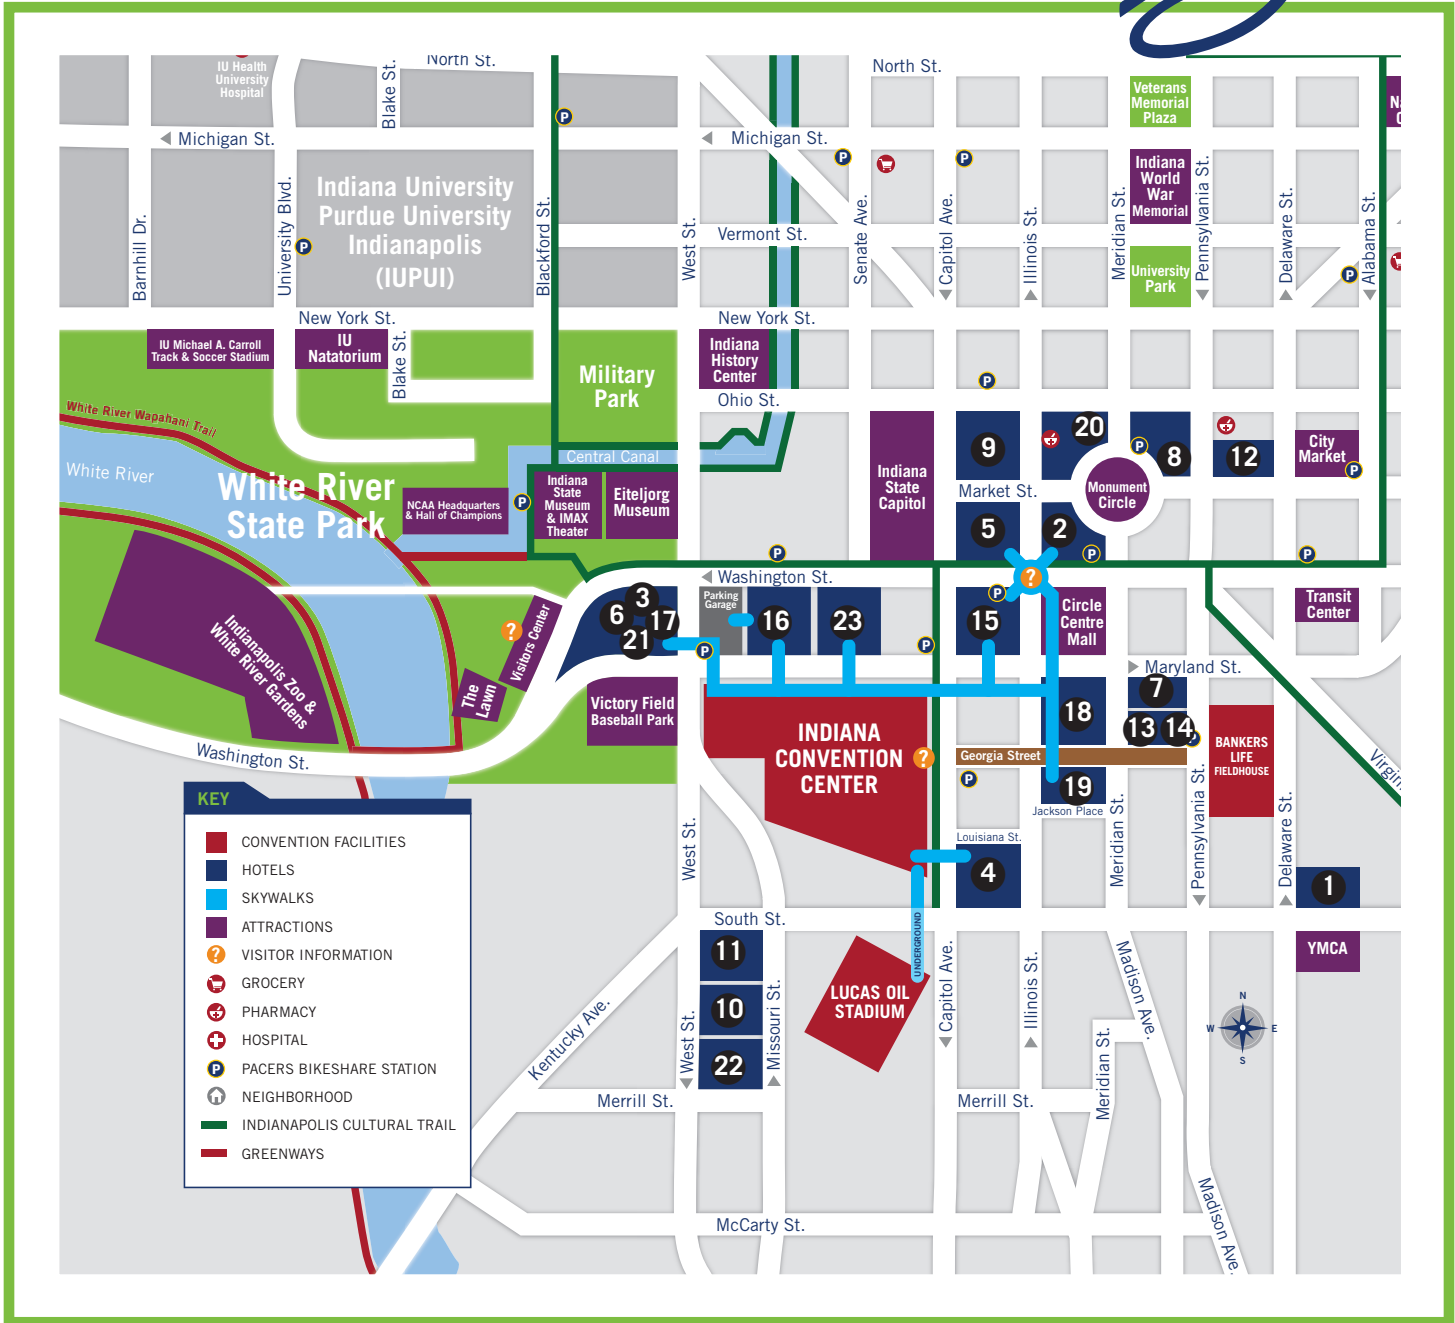 IU Health
University
Hospital
North St.
North St.
Blake St.
Veterans
Memorial
Plaza
Michigan St.
Michigan St.
Indiana University
Purdue University
Indianapolis
(IUPUI)
Indiana
World
War
Memorial
Barnhill Dr.
University Blvd.
Blackford St.
West St.
Vermont St.
Senate Ave.
Capitol Ave.
Illinois St.
Meridian St.
Pennsylvania St.
Delaware St.
Alabama St.
University
Park
New York St.
New York St.
IU Michael A. Carroll
Track & Soccer Stadium
IU
Natatorium
Blake St.
Military
Park
Indiana
History
Center
Ohio St.
White River Wapahani Trail
White River
White River
State Park
Central Canal
NCAA Headquarters
& Hall of Champions
Indiana
State
Museum
& IMAX
Theater
Eiteljorg
Museum
Indiana
State
Capitol
9
20
8
12
City
Market
Market St.
Monument
Circle
5
2
Washington St.
Parking
Garage
3
6
17
21
16
23
15
Circle
Centre
Mall
Transit
Center
Indianapolis Zoo &
White River Gardens
Visitors Center
The
Lawn
Maryland St.
Victory Field
Baseball Park
7
18
13
14
INDIANA
CONVENTION
CENTER
Georgia Street
BANKERS
LIFE
FIELDHOUSE
Washington St.
19
Jackson Place
Louisiana St.
4
West St.
Meridian St.
Pennsylvania St.
Delaware St.
1
South St.
UNDERGROUND
YMCA
11
10
22
LUCAS OIL
STADIUM
West St.
Missouri St.
Capitol Ave.
Illinois St.
Madison Ave.
Meridian St.
Kentucky Ave.
N
W
E
S
Merrill St.
Merrill St.
McCarty St.
Madison Ave.
KEY
CONVENTION FACILITIES
HOTELS
SKYWALKS
ATTRACTIONS
? VISITOR INFORMATION
GROCERY
PHARMACY
HOSPITAL
P PACERS BIKESHARE STATION
NEIGHBORHOOD
INDIANAPOLIS CULTURAL TRAIL
GREENWAYS